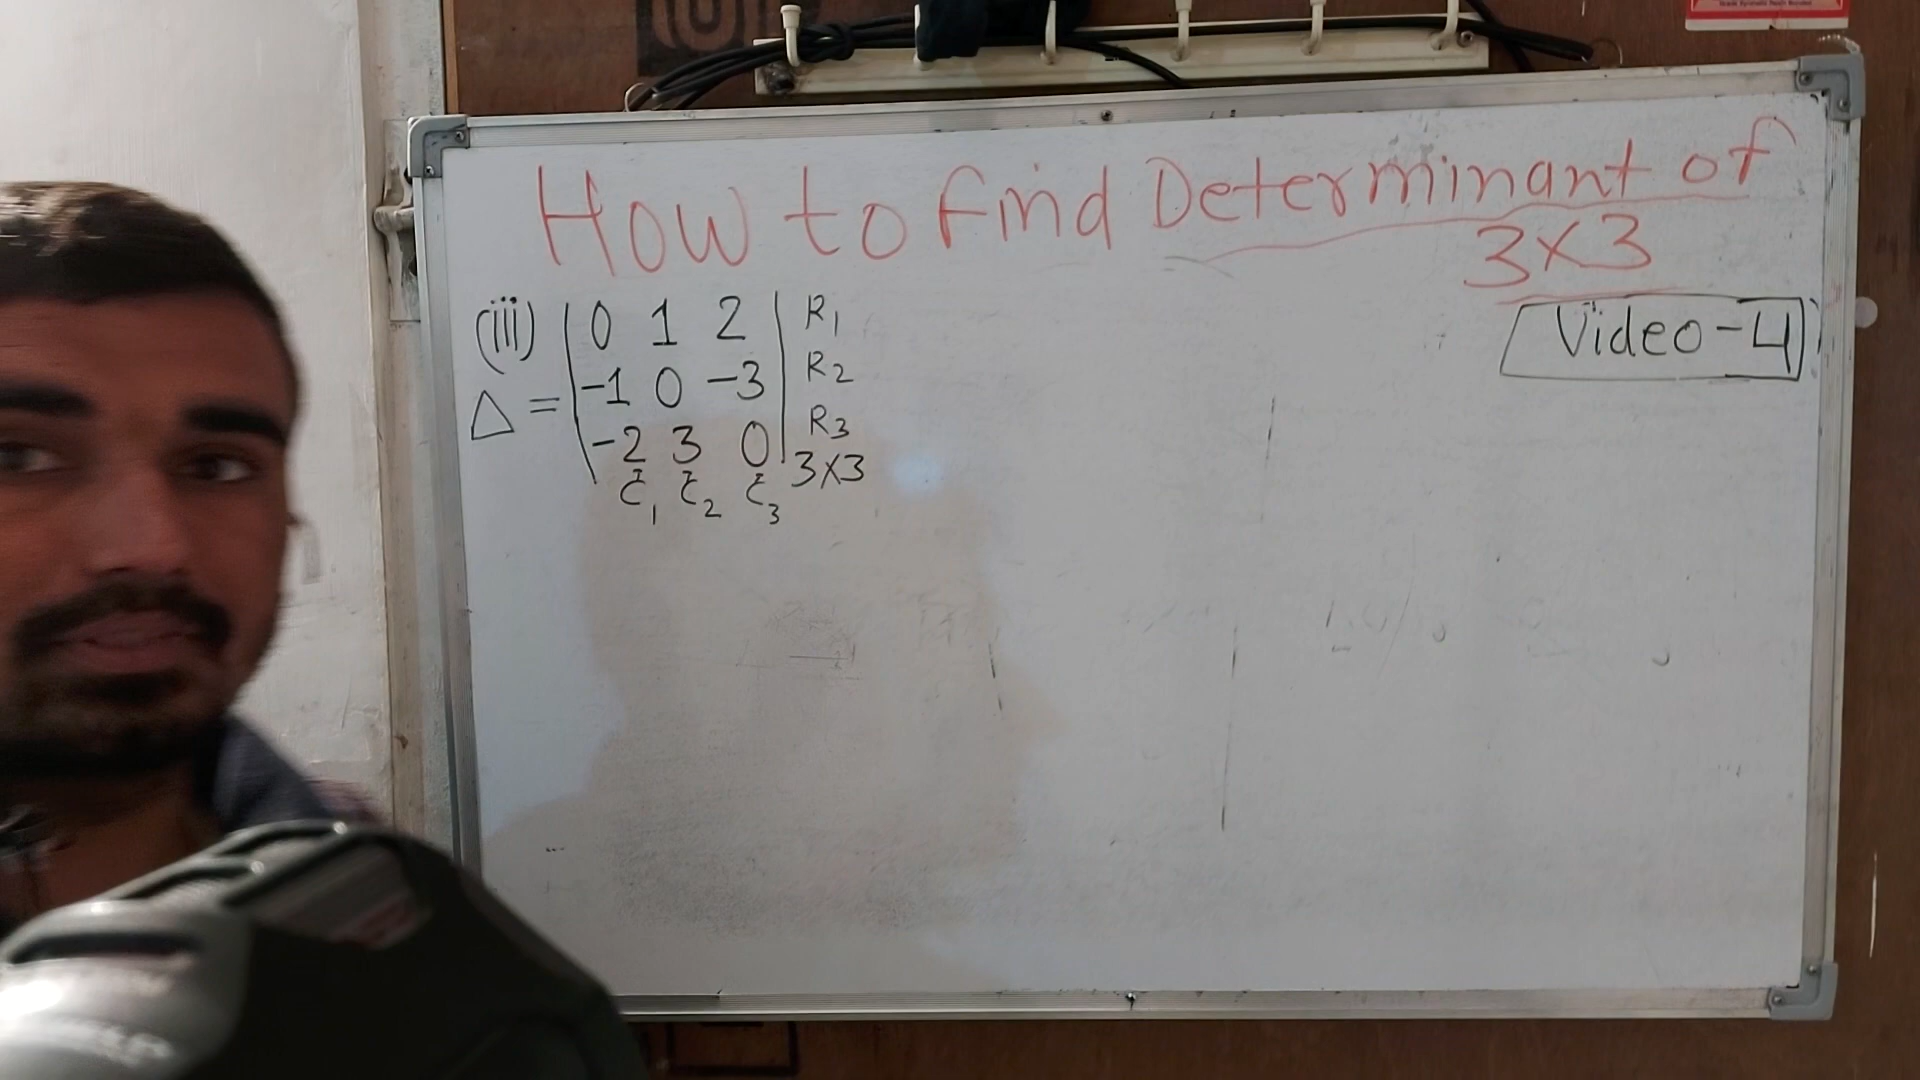 How to find Determinant of
3×3
Video-4
(iii) | 0 1 2 | R1
Δ = | -1 0 -3 | R2
| -2 3 0 | R3
3×3
C1 C2 C3